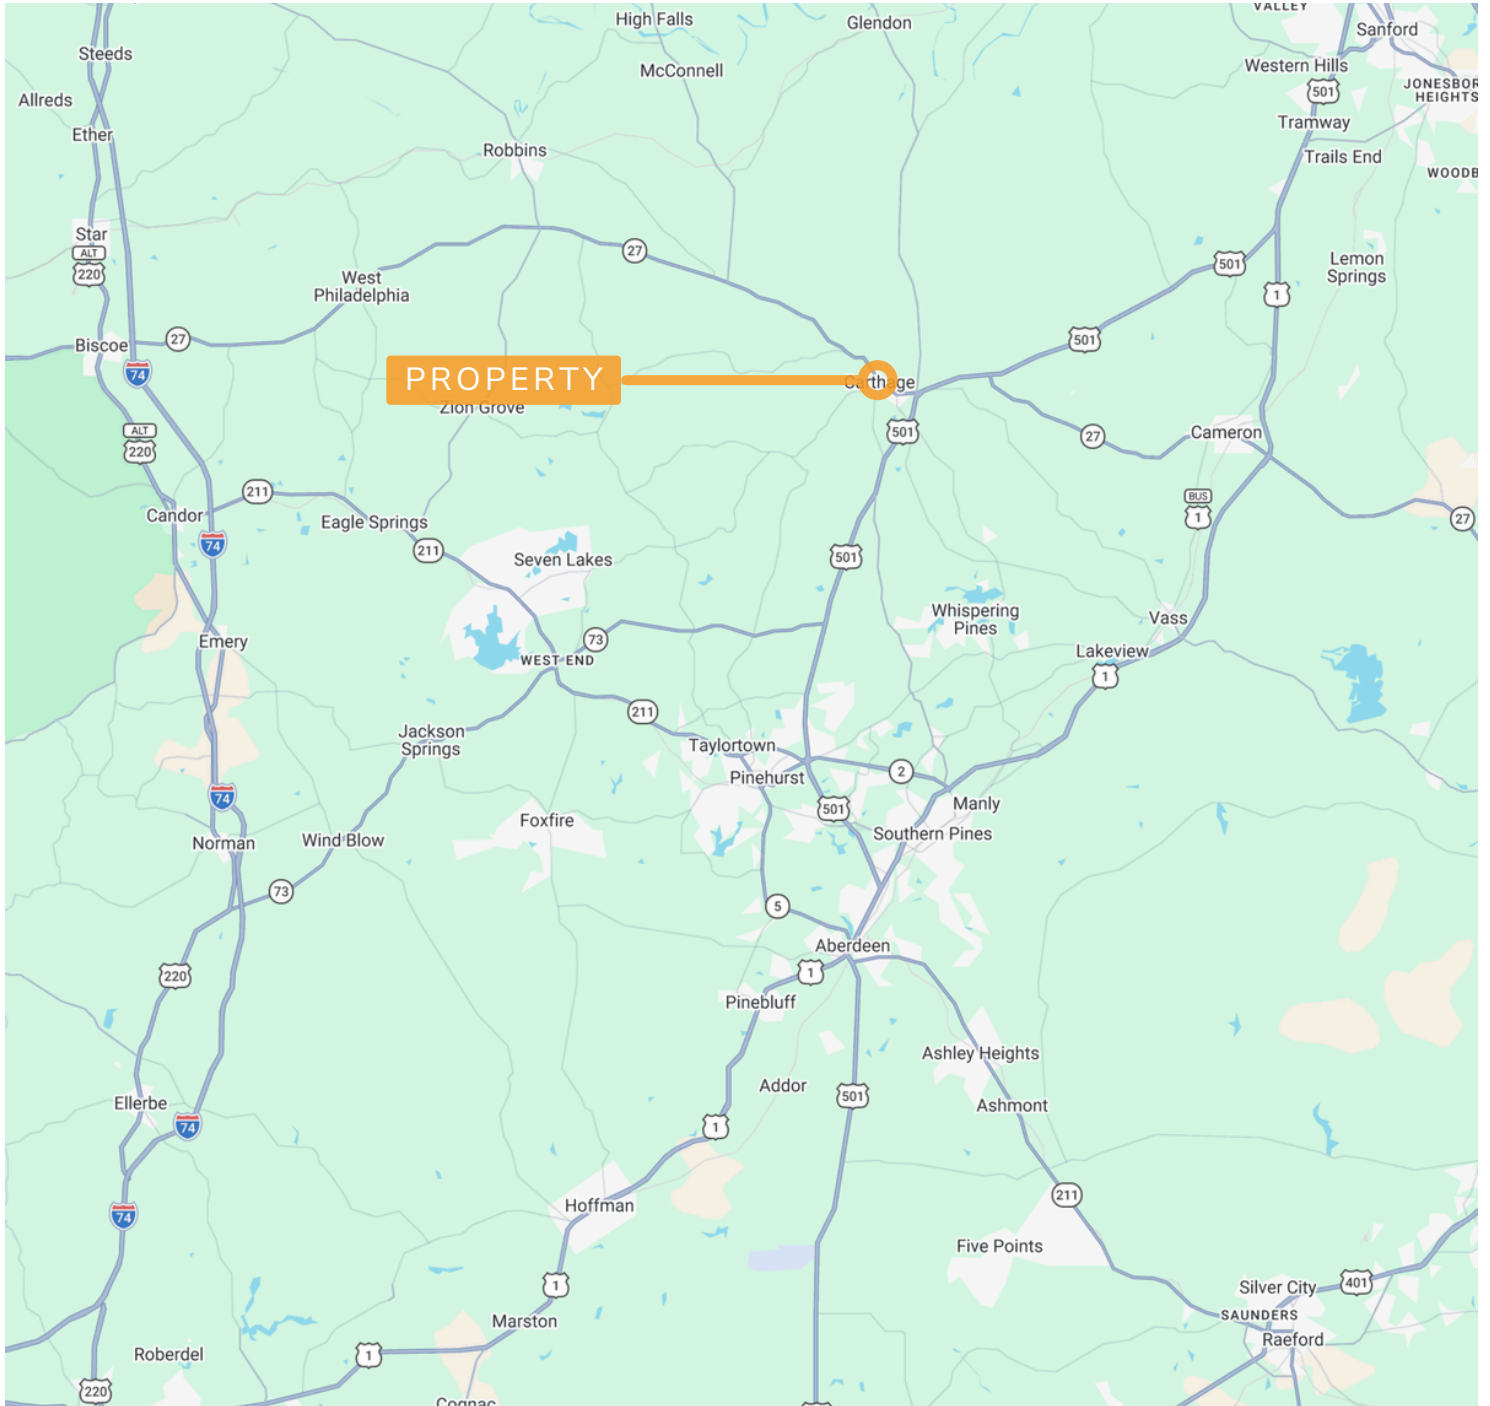 VALLEY
High Falls
Glendon
Sanford
Steeds
Western Hills
McConnell
JONESBOR
HEIGHTS
501
Allreds
Tramway
Ether
Robbins
Trails End
WOODB
Star
ALT
220
27
501
Lemon
Springs
West
Philadelphia
1
27
Biscoe
501
74
PROPERTY
Carthage
Zion Grove
ALT
220
501
27
Cameron
211
BUS
1
Candor
Eagle Springs
27
74
211
501
Seven Lakes
Whispering
Pines
Vass
Emery
73
Lakeview
WEST END
1
211
Jackson
Springs
Taylortown
2
Pinehurst
74
501
Manly
Foxfire
Southern Pines
Norman
Wind Blow
73
5
Aberdeen
220
1
Pinebluff
Ashley Heights
Addor
501
Ellerbe
Ashmont
74
1
211
Hoffman
74
Five Points
1
Silver City
401
SAUNDERS
Marston
Raeford
Roberdel
1
220
Cognac